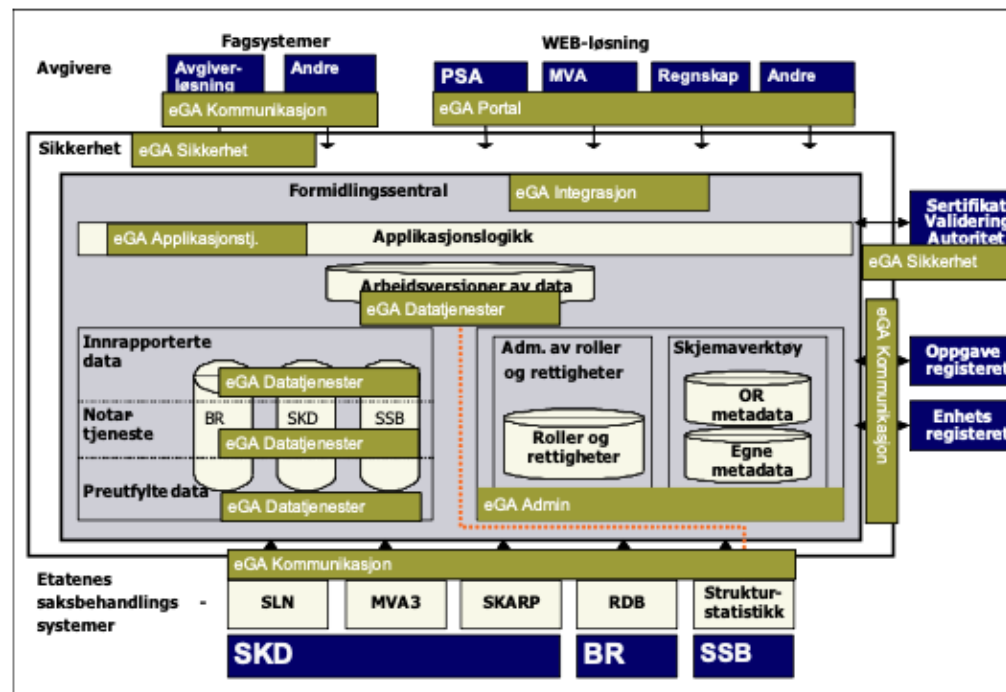 Fagsystemer
WEB-løsning
Avgivere
Avgiver-
løsning
Andre
PSA
MVA
Regnskap
Andre
eGA Kommunikasjon
eGA Portal
Sikkerhet
eGA Sikkerhet
Formidlingssentral
eGA Integrasjon
Sertifikat
Validering
Autoritet
eGA Applikasjonstj.
Applikasjonslogikk
eGA Sikkerhet
Arbeidsversioner av data
eGA Datatjenester
eGA Kommunikasjon
Innrapporterte
data
eGA Datatjenester
BR
SKD
SSB
Notar-
tjeneste
eGA Datatjenester
Preutfylte data
eGA Datatjenester
Adm. av roller
og rettigheter
Roller og
rettigheter
Skjemaverktøy
OR
metadata
Egne
metadata
eGA Admin
Oppgave
registeret
Enhets
registeret
eGA Kommunikasjon
Etatenes
saksbehandlings -
systemer
SLN
MVA3
SKARP
RDB
Struktur-
statistikk
SKD
BR
SSB